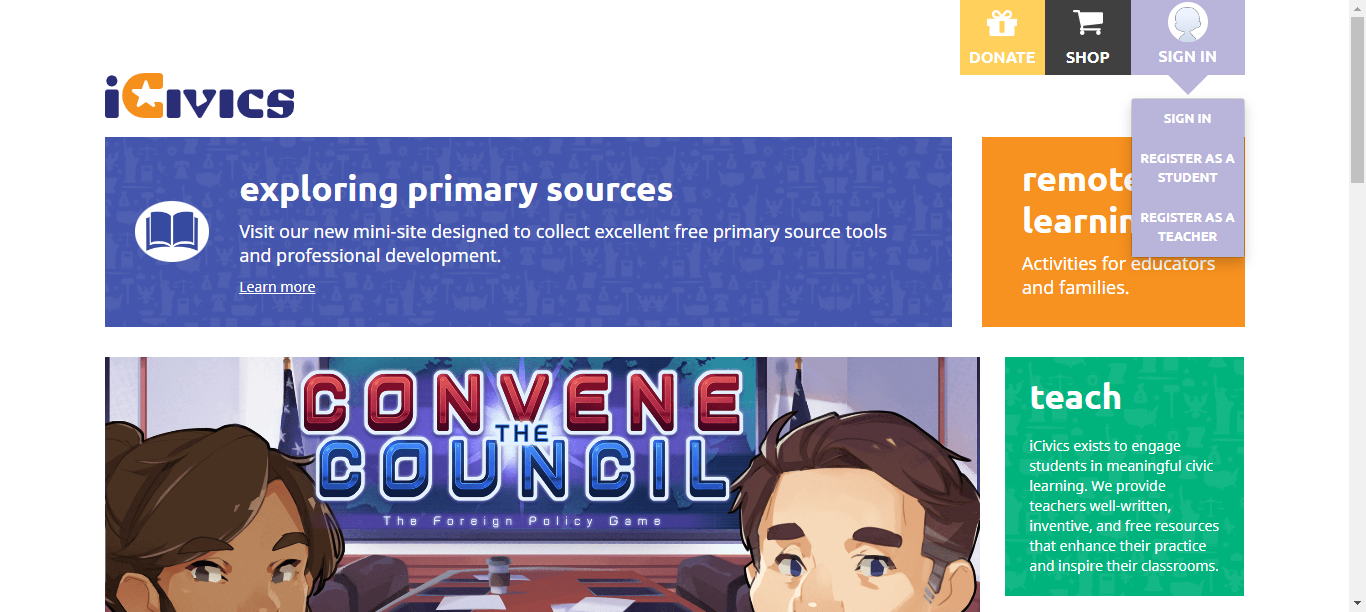 DONATE
SHOP
SIGN IN
iCivics
SIGN IN
REGISTER AS A
STUDENT
REGISTER AS A
TEACHER
exploring primary sources
Visit our new mini-site designed to collect excellent free primary source tools
and professional development.
Learn more
remote
learnin
Activities for educators
and families.
CONVENE
THE
COUNCIL
The Foreign Policy Game
teach
iCivics exists to engage
students in meaningful civic
learning. We provide
teachers well-written,
inventive, and free resources
that enhance their practice
and inspire their classrooms.